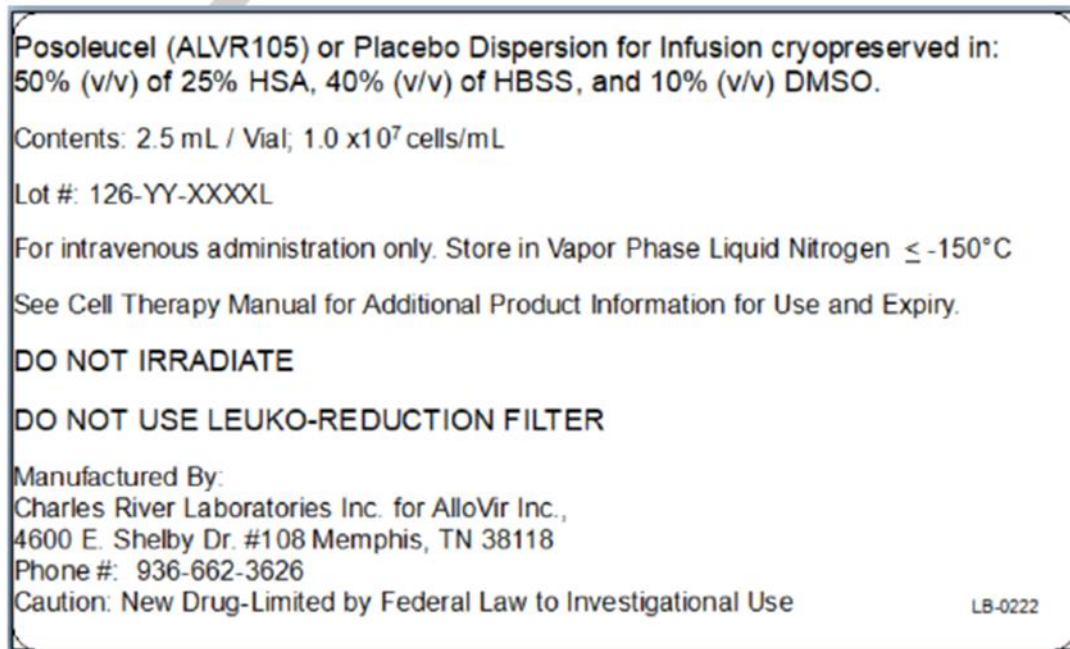 Posoleucel (ALVR105) or Placebo Dispersion for Infusion cryopreserved in:
50% (v/v) of 25% HSA, 40% (v/v) of HBSS, and 10% (v/v) DMSO.
Contents: 2.5 mL / Vial; 1.0 x10⁷ cells/mL
Lot #: 126-YY-XXXXL
For intravenous administration only. Store in Vapor Phase Liquid Nitrogen ≤ -150°C
See Cell Therapy Manual for Additional Product Information for Use and Expiry.
DO NOT IRRADIATE
DO NOT USE LEUKO-REDUCTION FILTER
Manufactured By:
Charles River Laboratories Inc. for AlloVir Inc.,
4600 E. Shelby Dr. #108 Memphis, TN 38118
Phone #: 936-662-3626
Caution: New Drug-Limited by Federal Law to Investigational Use LB-0222